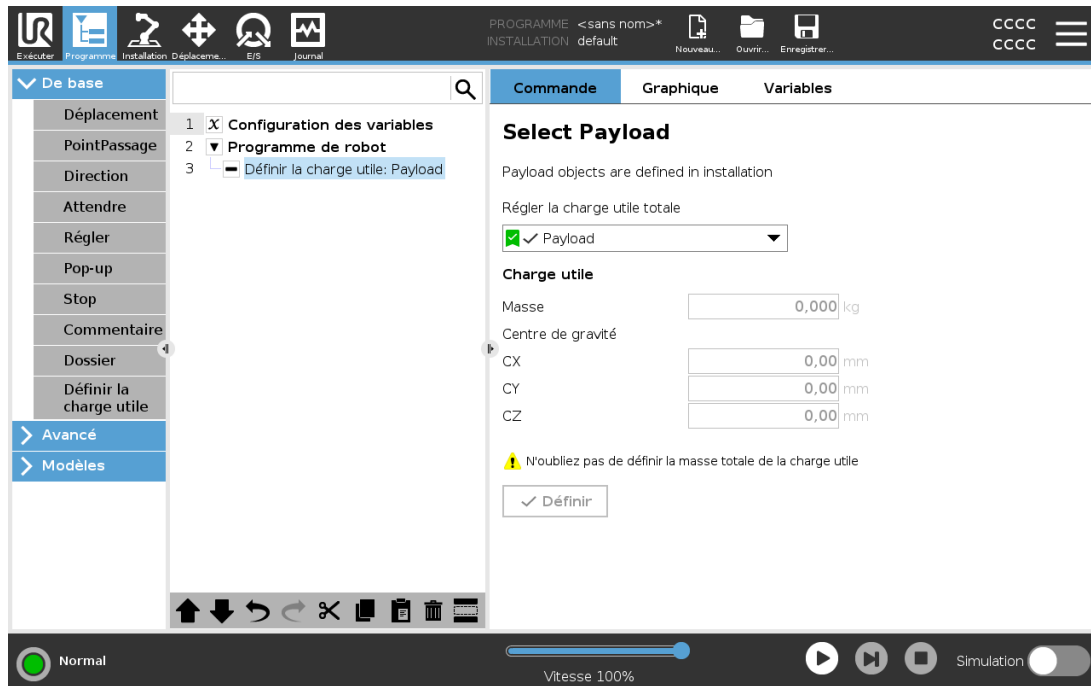 PROGRAMME <sans nom>*
INSTALLATION default
Exécuter
Programme
Installation
Déplaceme...
E/S
Journal
Nouveau...
Ouvrir...
Enregistrer...
CCCC
CCCC
De base
Déplacement
PointPassage
Direction
Attendre
Régler
Pop-up
Stop
Commentaire
Dossier
Définir la
charge utile
Avancé
Modèles
1 X Configuration des variables
2 Programme de robot
3 Définir la charge utile: Payload
Commande Graphique Variables
Select Payload
Payload objects are defined in installation
Régler la charge utile totale
Payload
Charge utile
Masse 0,000 kg
Centre de gravité
CX 0,00 mm
CY 0,00 mm
CZ 0,00 mm
N'oubliez pas de définir la masse totale de la charge utile
Définir
Normal
Vitesse 100%
Simulation